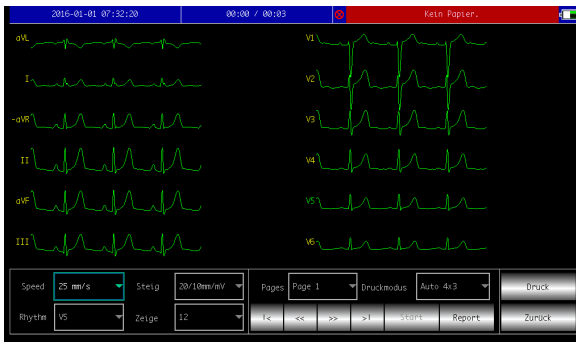 2016-01-01 07:32:20 00:00 / 00:03 Kein Papier.
aVL V1
I V2
-aVR V3
II V4
aVF V5
III V6
Speed 25 mm/s Steig 20/10mm/mV Pages Page 1 Druckmodus Auto 4x3 Druck
Rhythm V5 Zeige 12 |< << >> >| Start Report Zurück